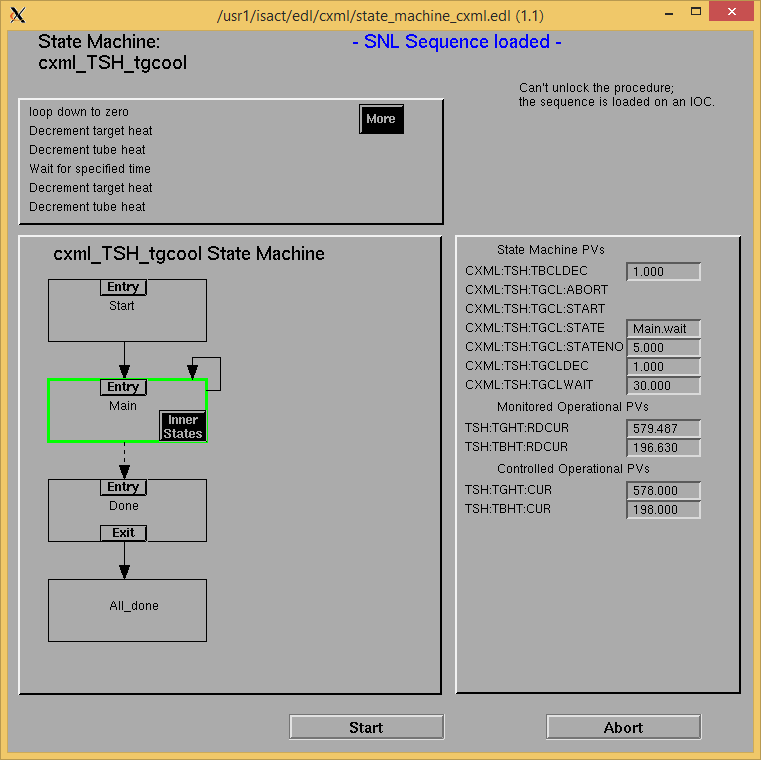 /usr1/isact/edl/cxml/state_machine_cxml.edl (1.1)
State Machine:
cxml_TSH_tgcool
- SNL Sequence loaded -
Can't unlock the procedure;
the sequence is loaded on an IOC.
loop down to zero
Decrement target heat
Decrement tube heat
Wait for specified time
Decrement target heat
Decrement tube heat
More
cxml_TSH_tgcool State Machine
Entry
Start
Entry
Main
Inner
States
Entry
Done
Exit
All_done
State Machine PVs
CXML:TSH:TBCLDEC 1.000
CXML:TSH:TGCL:ABORT
CXML:TSH:TGCL:START
CXML:TSH:TGCL:STATE Main.wait
CXML:TSH:TGCL:STATENO 5.000
CXML:TSH:TGCLDEC 1.000
CXML:TSH:TGCLWAIT 30.000
Monitored Operational PVs
TSH:TGHT:RDCUR 579.487
TSH:TBHT:RDCUR 196.630
Controlled Operational PVs
TSH:TGHT:CUR 578.000
TSH:TBHT:CUR 198.000
Start
Abort